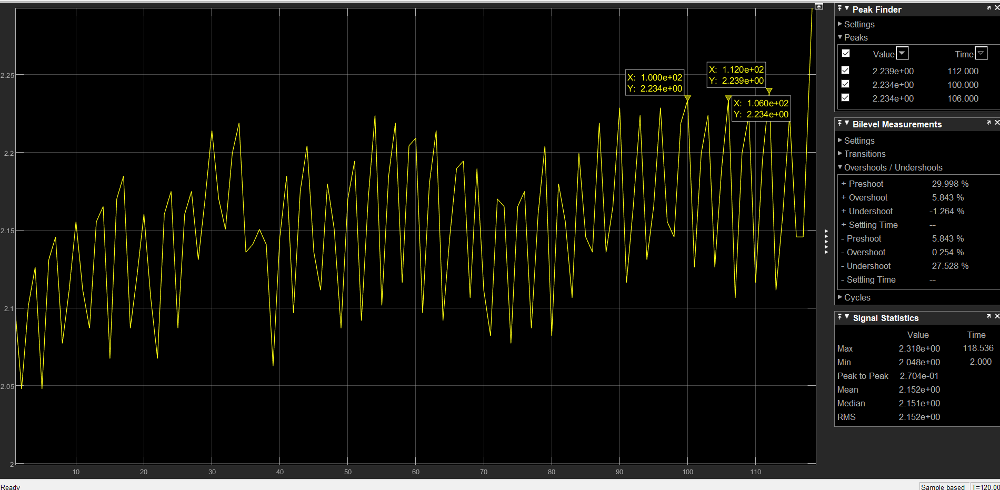 2.25
2.2
2.15
2.1
2.05
2
10 20 30 40 50 60 70 80 90 100 110
X: 1.000e+02
Y: 2.234e+00
X: 1.120e+02
Y: 2.239e+00
X: 1.060e+02
Y: 2.234e+00
Peak Finder
Settings
Peaks
Value Time
2.239e+00 112.000
2.234e+00 100.000
2.234e+00 106.000
Bilevel Measurements
Settings
Transitions
Overshoots / Undershoots
+ Preshoot 29.998 %
+ Overshoot 5.843 %
+ Undershoot -1.264 %
+ Settling Time --
- Preshoot 5.843 %
- Overshoot 0.254 %
- Undershoot 27.528 %
- Settling Time --
Cycles
Signal Statistics
Value Time
Max 2.318e+00 118.536
Min 2.048e+00 2.000
Peak to Peak 2.704e-01
Mean 2.152e+00
Median 2.151e+00
RMS 2.152e+00
Ready
Sample based T=120.00